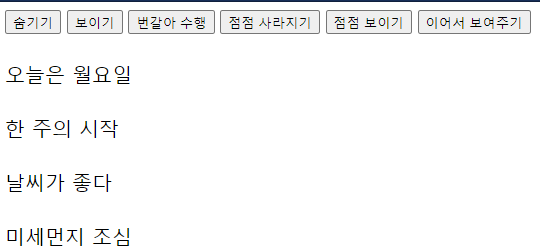 숨기기 보이기 번갈아 수행 점점 사라지기 점점 보이기 이어서 보여주기
오늘은 월요일
한 주의 시작
날씨가 좋다
미세먼지 조심